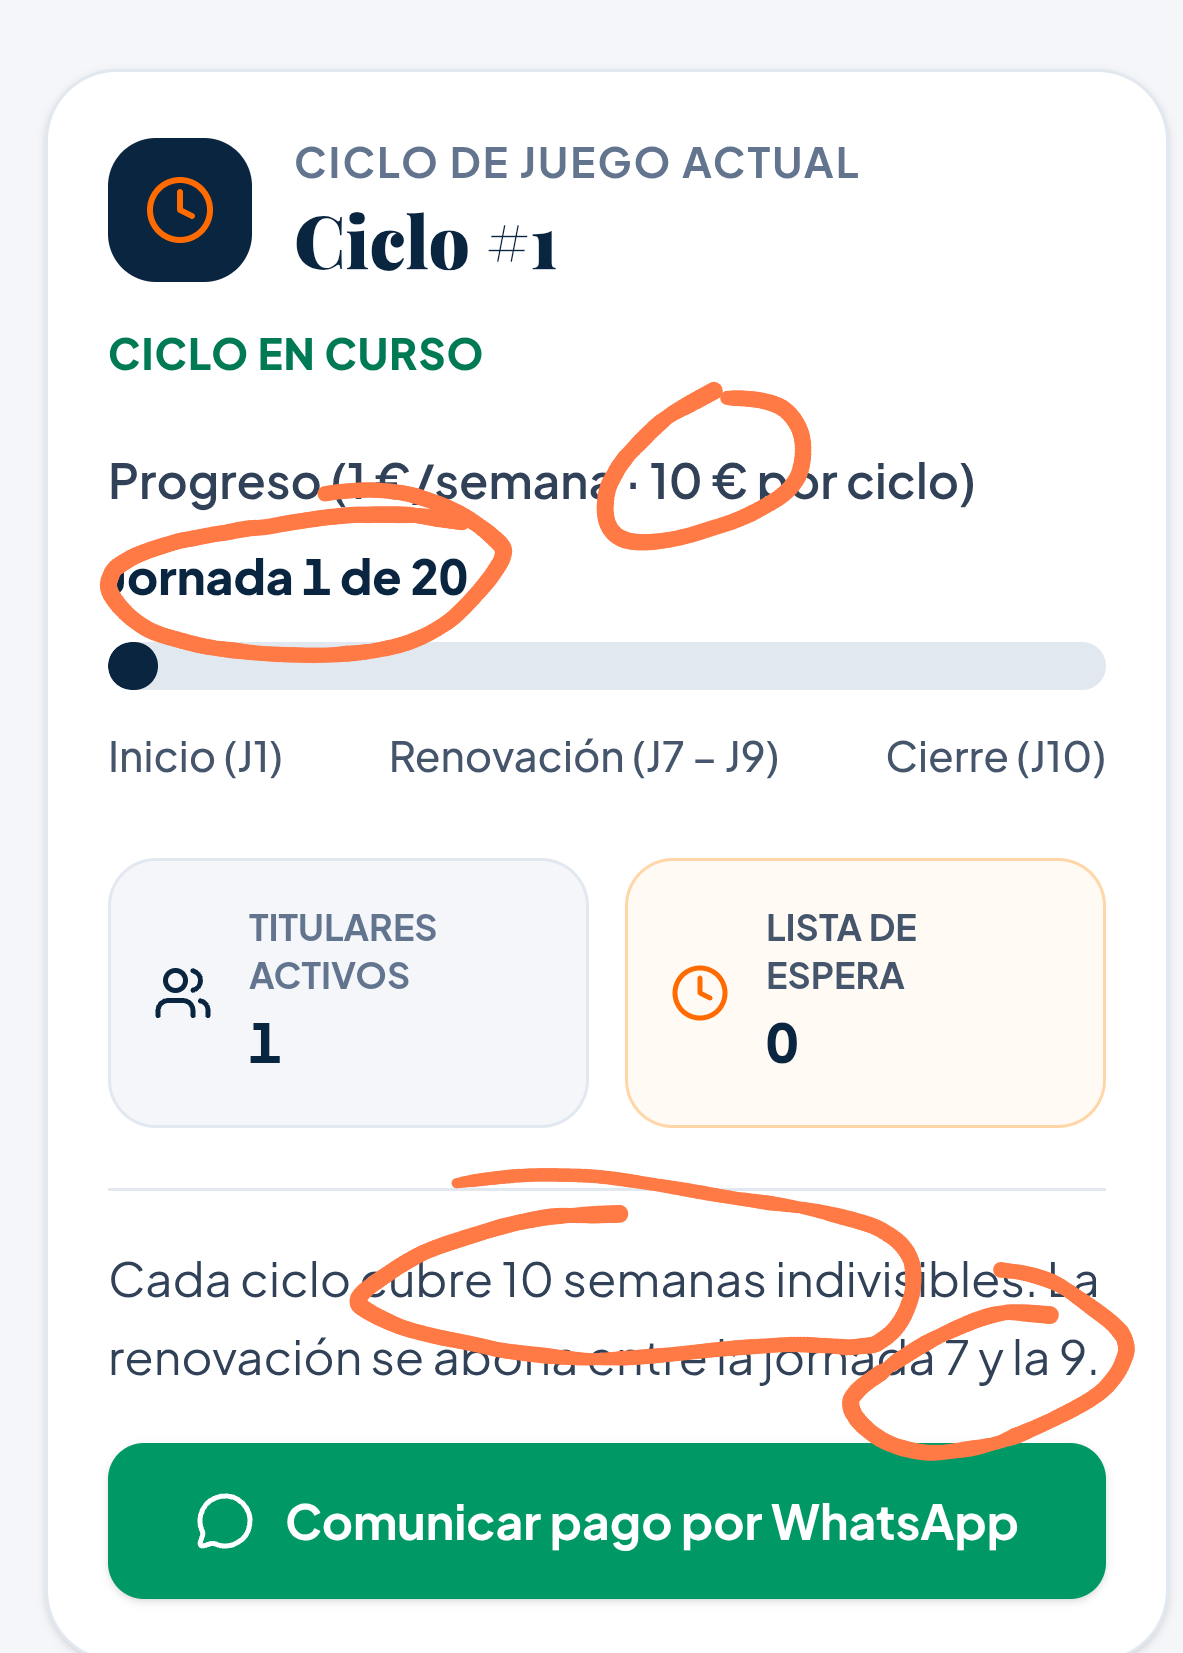 CICLO DE JUEGO ACTUAL
Ciclo #1
CICLO EN CURSO
Progreso (1 €/semana · 10 € por ciclo)
Jornada 1 de 20
Inicio (J1)
Renovación (J7 – J9)
Cierre (J10)
TITULARES
ACTIVOS
1
LISTA DE
ESPERA
0
Cada ciclo cubre 10 semanas indivisibles. La
renovación se abona entre la jornada 7 y la 9.
Comunicar pago por WhatsApp